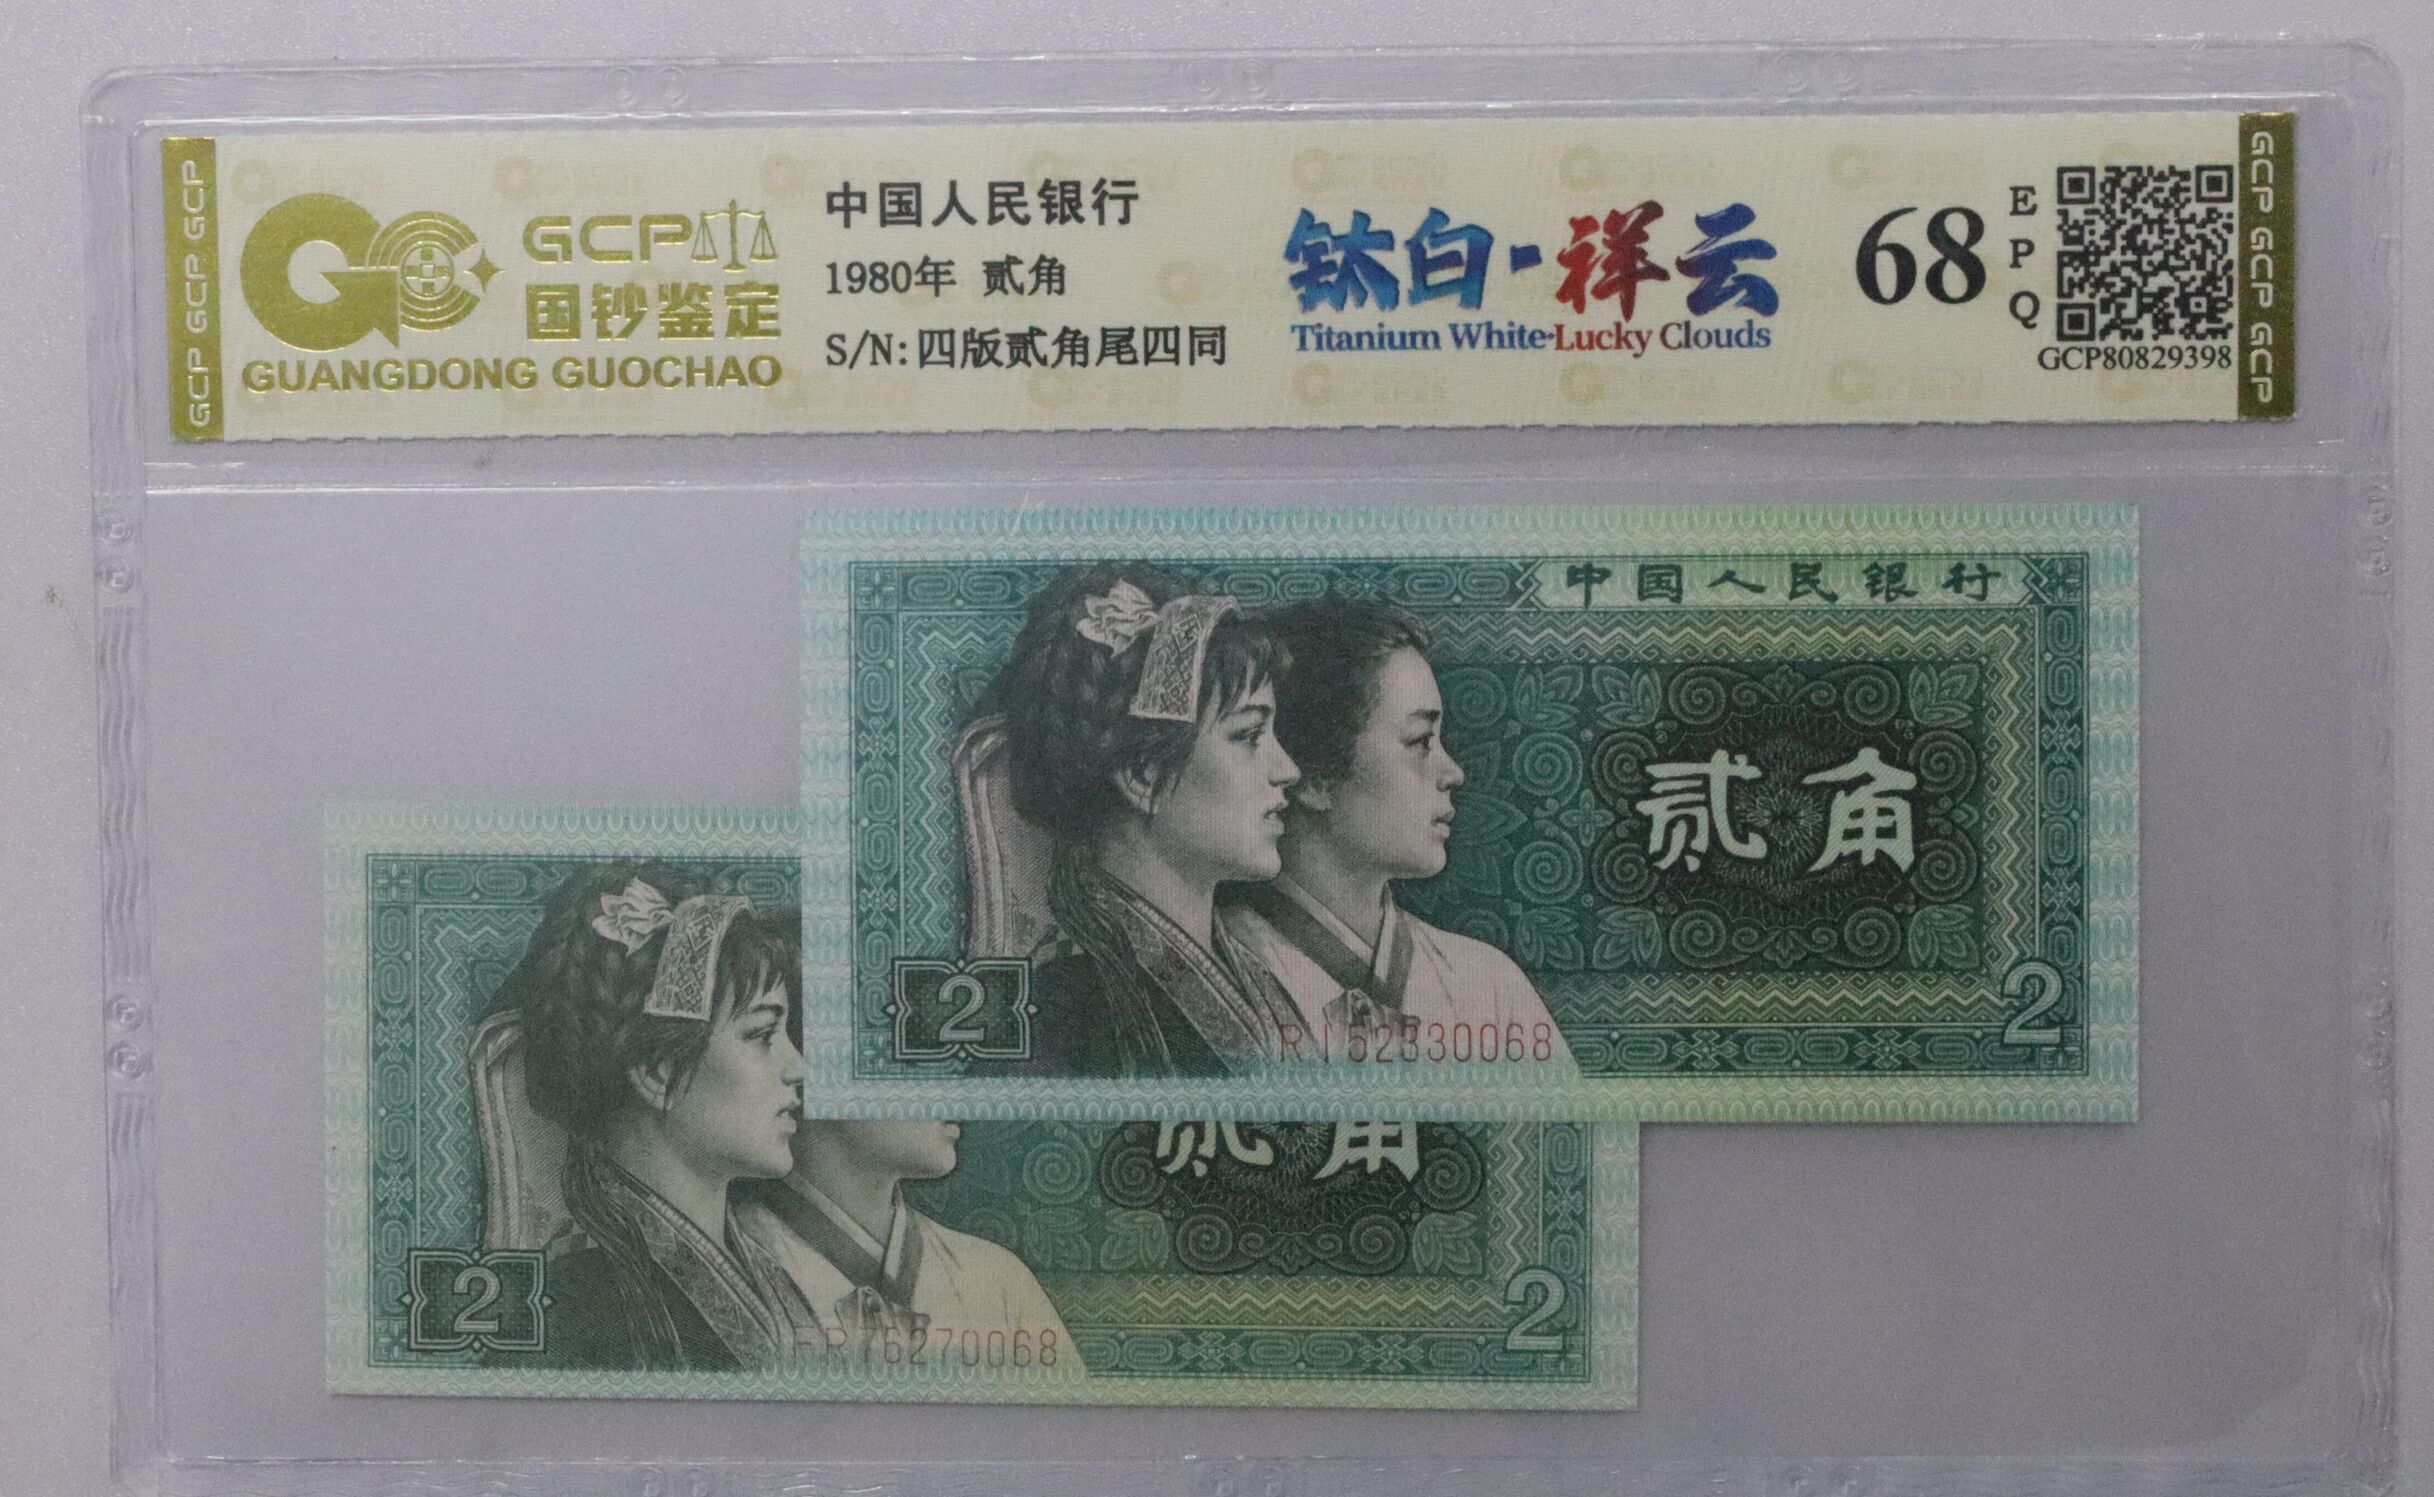 GCP GCP GCP
GCP
国钞鉴定
GUANGDONG GUOCHAO
中国人民银行
1980年 贰角
S/N:四版贰角尾四同
钛白-祥云
Titanium White·Lucky Clouds
68
EPQ
GCP80829398
GCP GCP GCP
中国人民银行
贰角
2
2
RI52330068
贰角
2
2
FR76270068